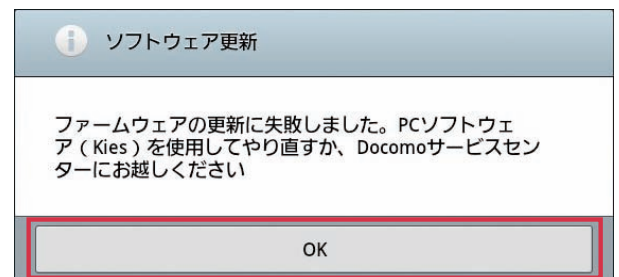 ソフトウェア更新
ファームウェアの更新に失敗しました。PCソフトウェ
ア ( Kies ) を使用してやり直すか、Docomoサービスセン
ターにお越しください
OK